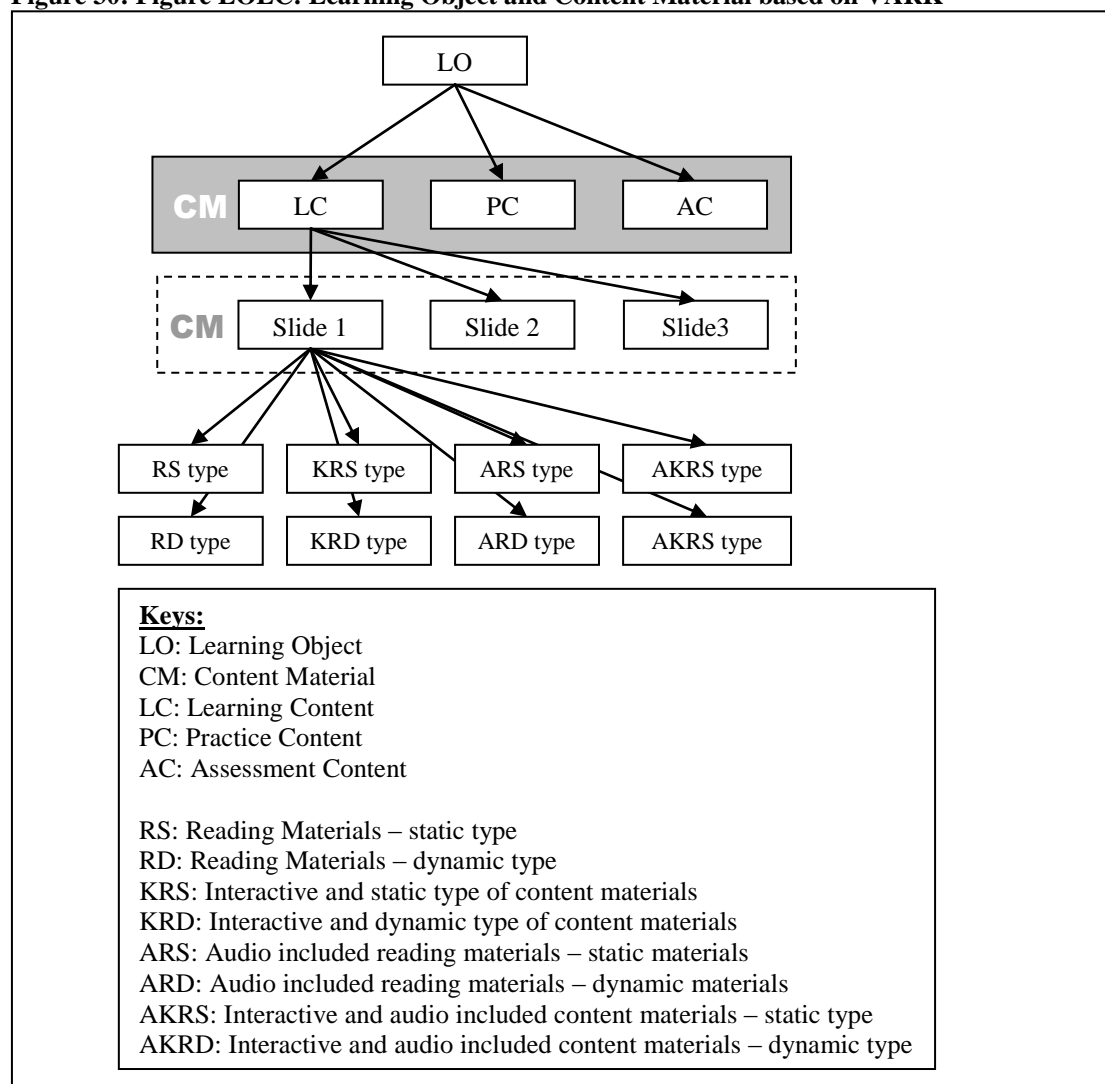 Figure 30: Figure LOLC: Learning Object and Content Material based on VARK
LO
CM
LC
PC
AC
CM
Slide 1
Slide 2
Slide3
RS type
KRS type
ARS type
AKRS type
RD type
KRD type
ARD type
AKRS type
Keys:
LO: Learning Object
CM: Content Material
LC: Learning Content
PC: Practice Content
AC: Assessment Content
RS: Reading Materials – static type
RD: Reading Materials – dynamic type
KRS: Interactive and static type of content materials
KRD: Interactive and dynamic type of content materials
ARS: Audio included reading materials – static materials
ARD: Audio included reading materials – dynamic materials
AKRS: Interactive and audio included content materials – static type
AKRD: Interactive and audio included content materials – dynamic type